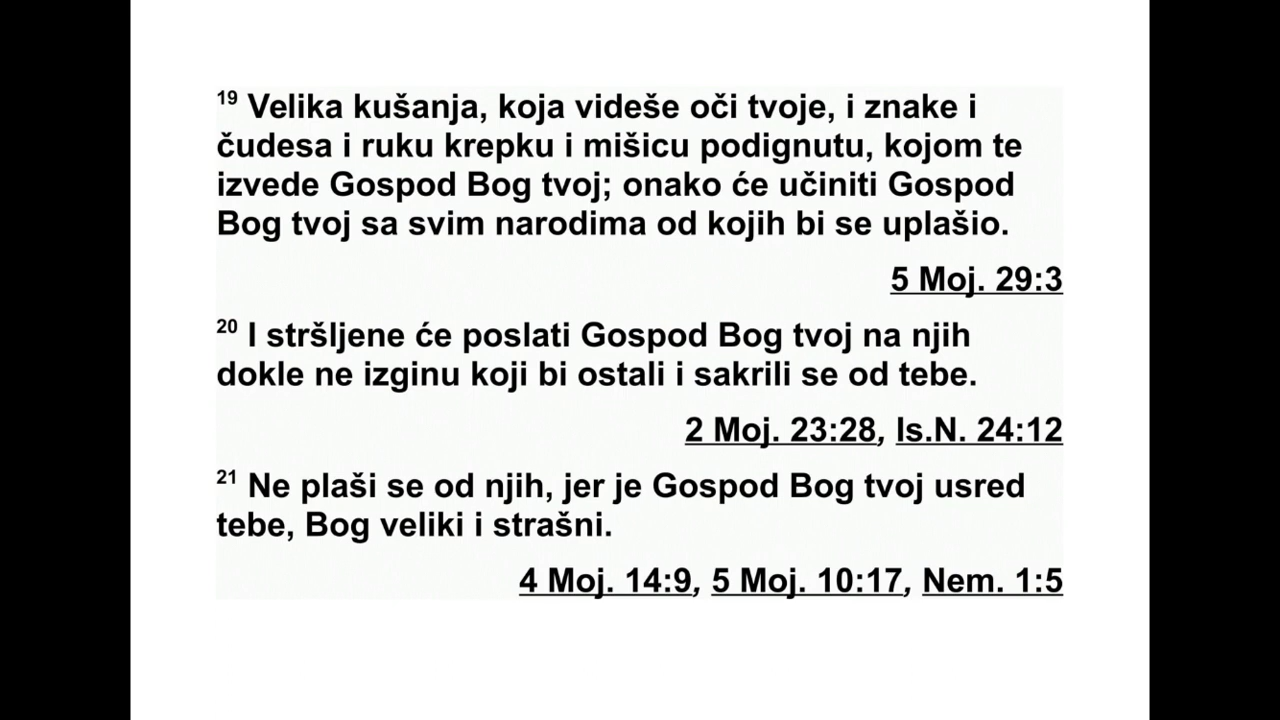 19 Velika kušanja, koja videše oči tvoje, i znake i
čudesa i ruku krepku i mišicu podignutu, kojom te
izvede Gospod Bog tvoj; onako će učiniti Gospod
Bog tvoj sa svim narodima od kojih bi se uplašio.
5 Moj. 29:3
20 I stršljene će poslati Gospod Bog tvoj na njih
dokle ne izginu koji bi ostali i sakrili se od tebe.
2 Moj. 23:28, Is.N. 24:12
21 Ne plaši se od njih, jer je Gospod Bog tvoj usred
tebe, Bog veliki i strašni.
4 Moj. 14:9, 5 Moj. 10:17, Nem. 1:5